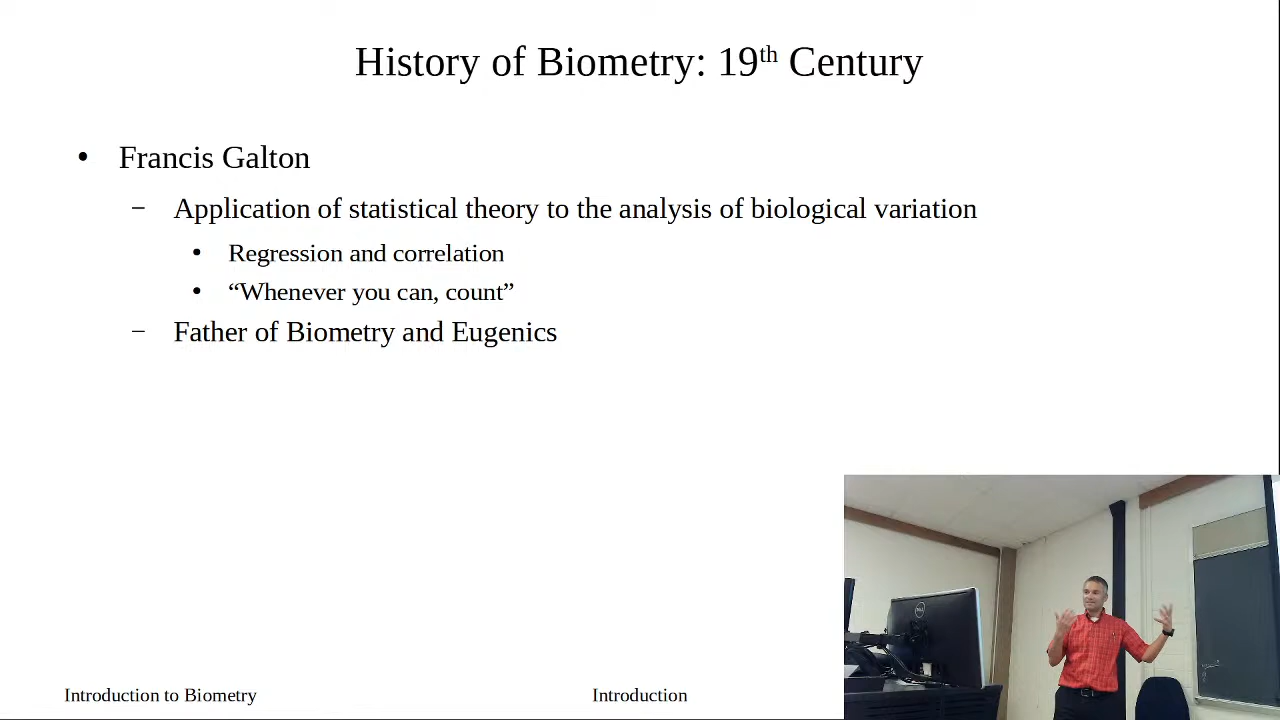 History of Biometry: 19th Century
• Francis Galton
– Application of statistical theory to the analysis of biological variation
• Regression and correlation
• “Whenever you can, count”
– Father of Biometry and Eugenics
DELL
Introduction to Biometry
Introduction